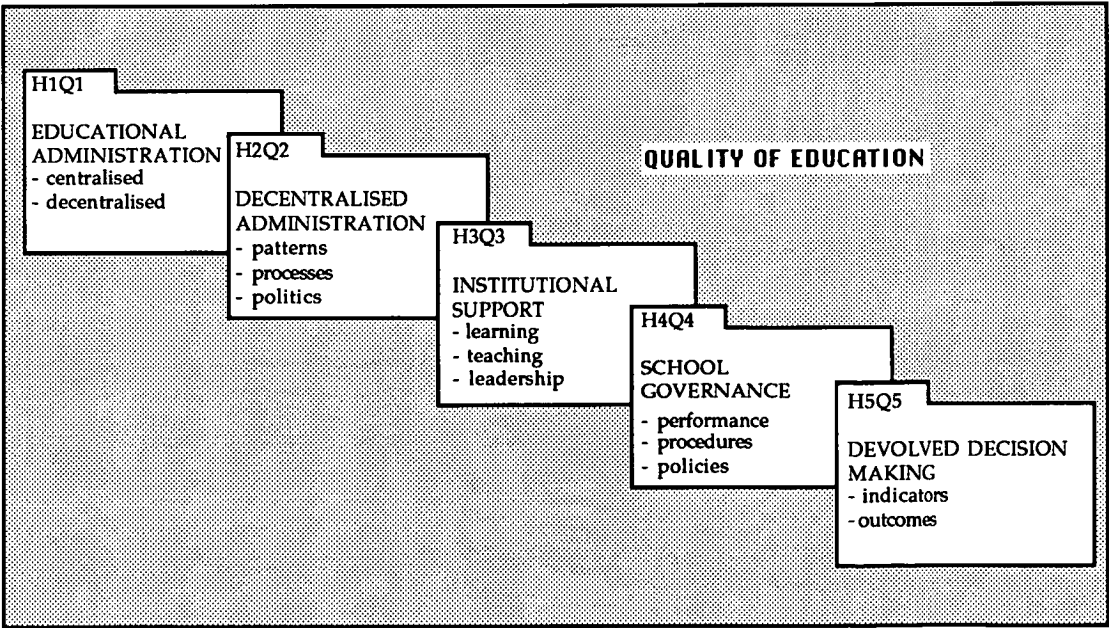 H1Q1
EDUCATIONAL
ADMINISTRATION
- centralised
- decentralised
H2Q2
DECENTRALISED
ADMINISTRATION
- patterns
- processes
- politics
QUALITY OF EDUCATION
H3Q3
INSTITUTIONAL
SUPPORT
- learning
- teaching
- leadership
H4Q4
SCHOOL
GOVERNANCE
- performance
- procedures
- policies
H5Q5
DEVOLVED DECISION
MAKING
- indicators
-outcomes